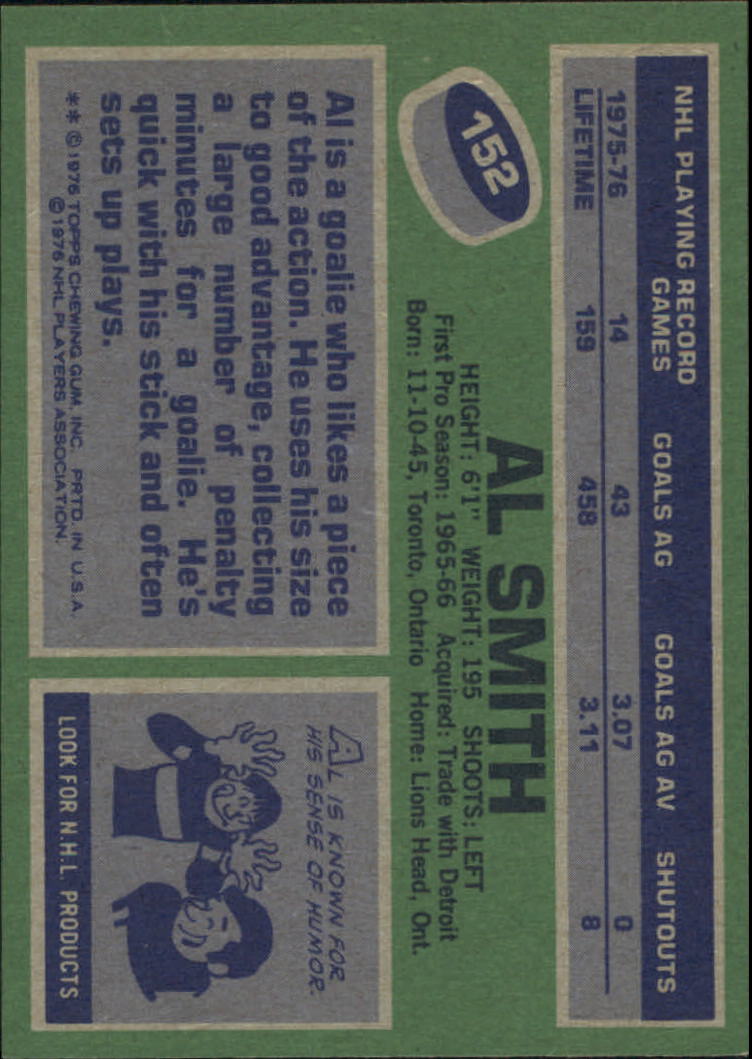 NHL PLAYING RECORD
GAMES GOALS AG GOALS AG AV SHUTOUTS
1975-76 14 43 3.07 0
LIFETIME 159 458 3.11 8
152
AL SMITH
HEIGHT: 6'1" WEIGHT: 195 SHOOTS: LEFT
First Pro Season: 1965-66 Acquired: Trade with Detroit
Born: 11-10-45, Toronto, Ontario Home: Lions Head, Ont.
Al is a goalie who likes a piece
of the action. He uses his size
to good advantage, collecting
a large number of penalty
minutes for a goalie. He's
quick with his stick and often
sets up plays.
** © 1976 TOPPS CHEWING GUM, INC. PRTD. IN U.S.A.
© 1976 NHL PLAYERS ASSOCIATION.
AL IS KNOWN FOR
HIS SENSE OF HUMOR.
LOOK FOR N.H.L. PRODUCTS